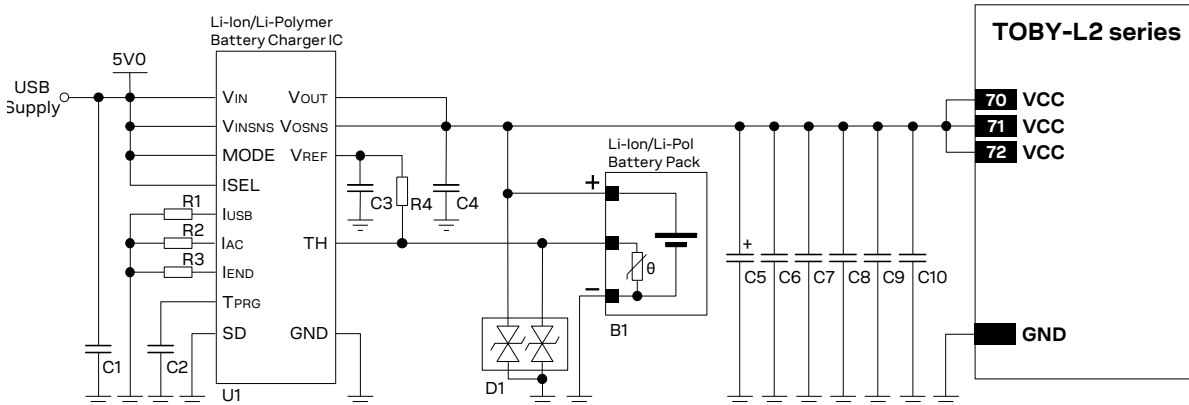 Li-Ion/Li-Polymer
Battery Charger IC
TOBY-L2 series
5V0
USB
Supply
VIN
VOUT
70 VCC
VINSNS
VOSNS
71 VCC
MODE
VREF
Li-Ion/Li-Pol
Battery Pack
72 VCC
ISEL
+
C3
R4
C4
R1
IUSB
R2
IAC
TH
+
R3
IEND
θ
C5
C6
C7
C8
C9
C10
TPRG
–
B1
SD
GND
GND
C1
C2
D1
U1